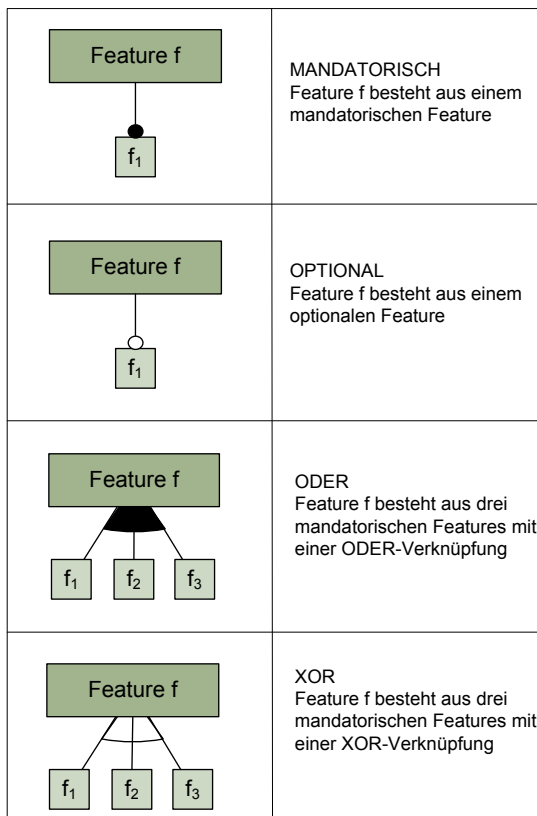 Feature f
f₁
MANDATORISCH
Feature f besteht aus einem
mandatorischen Feature
Feature f
f₁
OPTIONAL
Feature f besteht aus einem
optionalen Feature
Feature f
f₁ f₂ f₃
ODER
Feature f besteht aus drei
mandatorischen Features mit
einer ODER-Verknüpfung
Feature f
f₁ f₂ f₃
XOR
Feature f besteht aus drei
mandatorischen Features mit
einer XOR-Verknüpfung